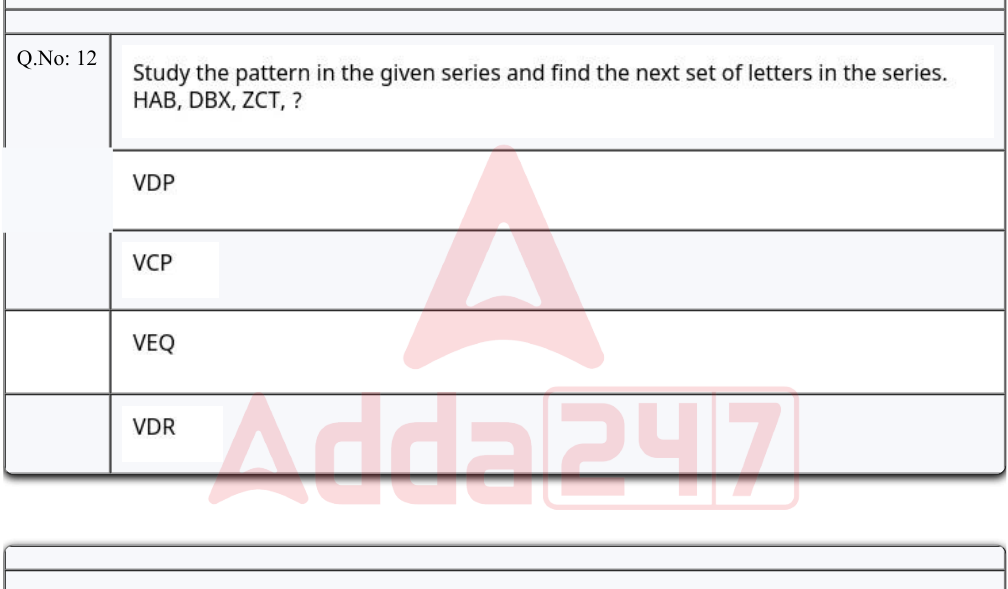 Q.No: 12
Study the pattern in the given series and find the next set of letters in the series.
HAB, DBX, ZCT, ?
VDP
VCP
VEQ
VDR
Adda247